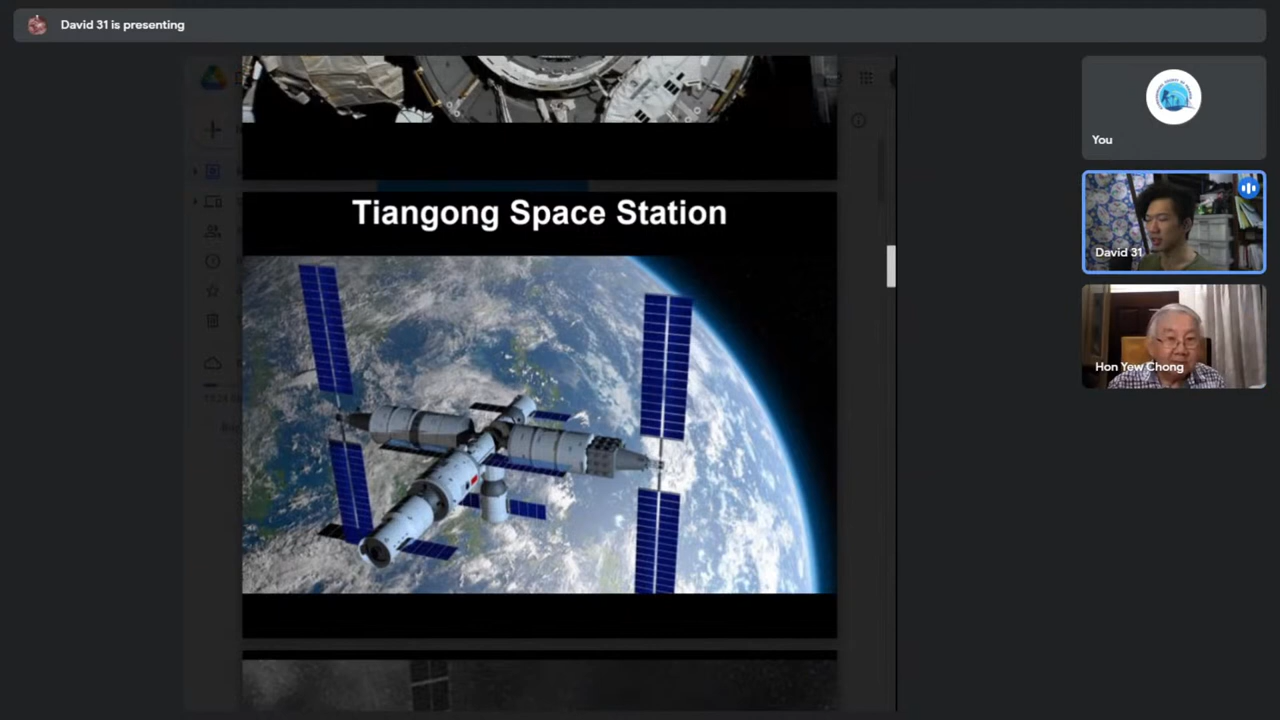 David 31 is presenting
Tiangong Space Station
You
David 31
Hon Yew Chong